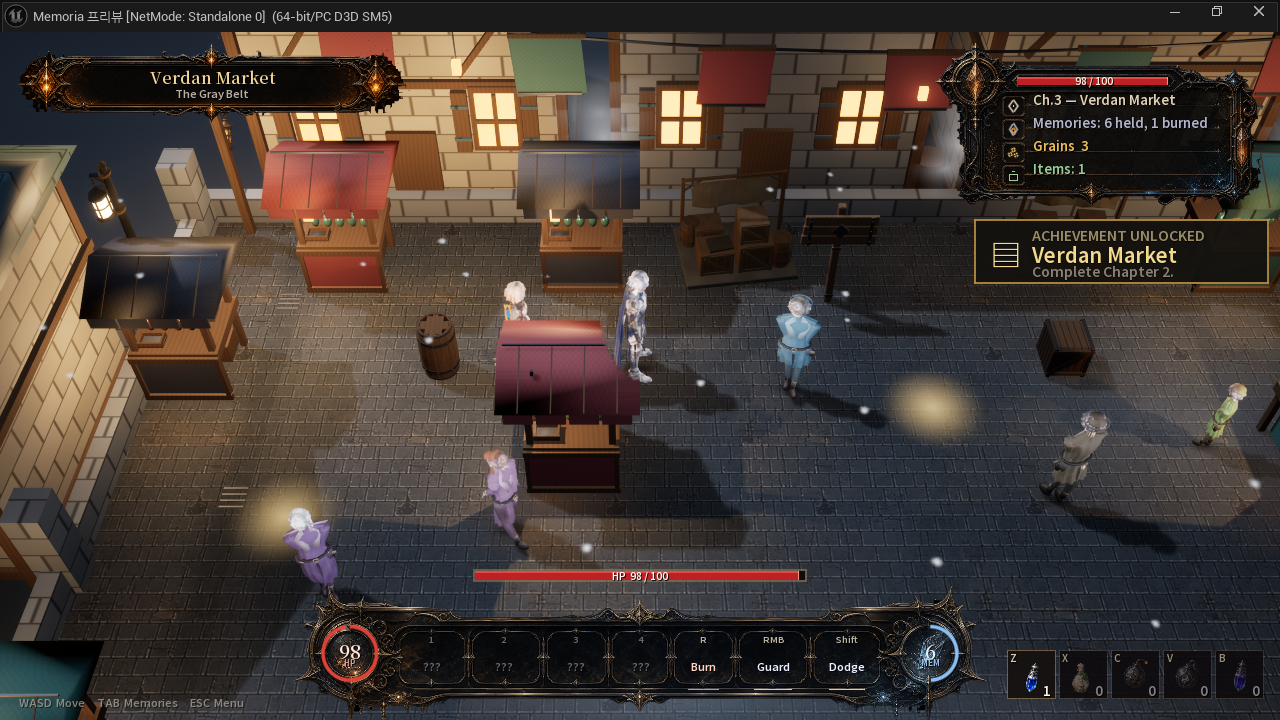 Memoria 프리뷰 [NetMode: Standalone 0] (64-bit/PC D3D SM5)
Verdan Market
The Gray Belt
98 / 100
Ch.3 — Verdan Market
Memories: 6 held, 1 burned
Grains 3
Items: 1
ACHIEVEMENT UNLOCKED
Verdan Market
Complete Chapter 2.
HP 98 / 100
98
HP
1
???
2
???
3
???
4
???
R
Burn
RMB
Guard
Shift
Dodge
6
MEM
Z
1
X
0
C
0
V
0
B
0
WASD Move TAB Memories ESC Menu